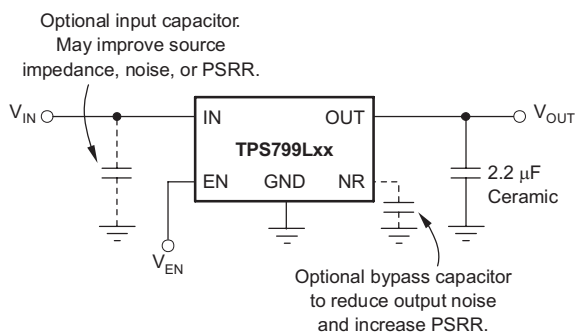 Optional input capacitor.
May improve source
impedance, noise, or PSRR.
V_IN
IN
OUT
V_OUT
TPS799Lxx
EN
GND
NR
2.2 μF
Ceramic
V_EN
Optional bypass capacitor
to reduce output noise
and increase PSRR.